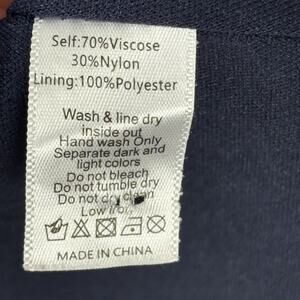 Self:70%Viscose
30%Nylon
Lining:100%Polyester
Wash & line dry
inside out
Hand wash Only
Separate dark and
light colors
Do not bleach
Do not tumble dry
Do not dry clean
Low
MADE IN CHINA